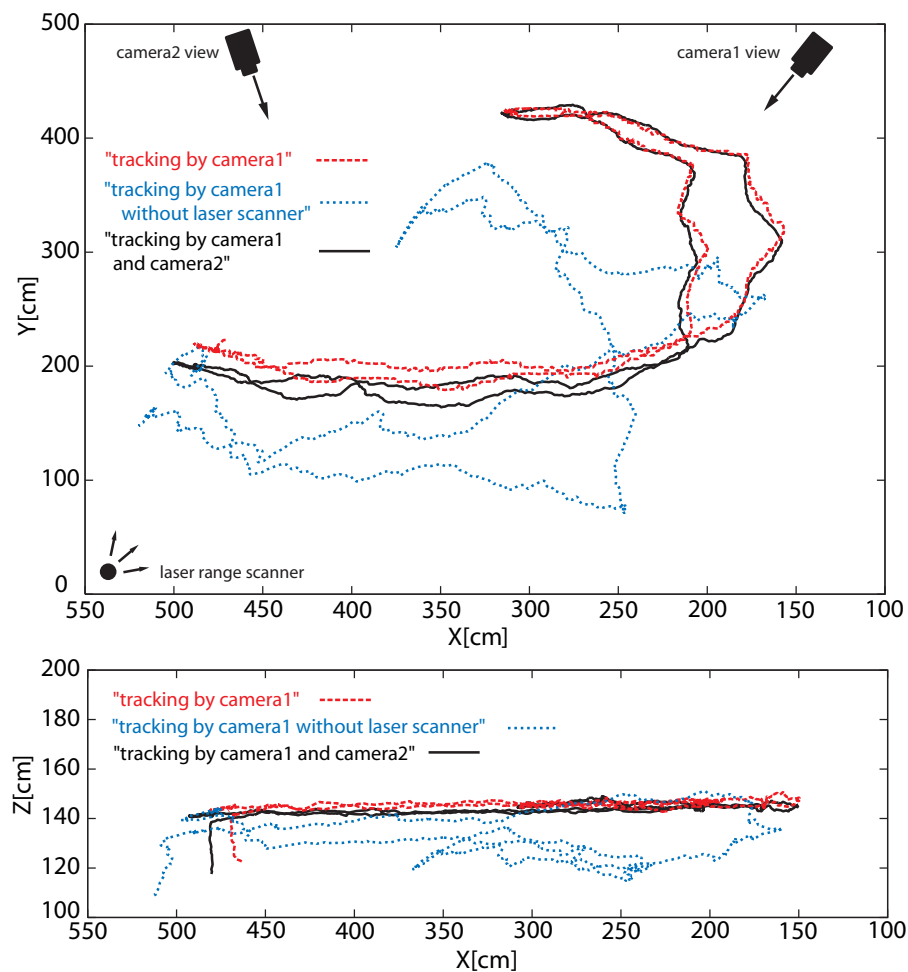 500
camera2 view
camera1 view
400
"tracking by camera1"
"tracking by camera1
without laser scanner"
"tracking by camera1
and camera2"
300
Y[cm]
200
100
laser range scanner
0
550 500 450 400 350 300 250 200 150 100
X[cm]
200
"tracking by camera1"
180
"tracking by camera1 without laser scanner"
"tracking by camera1 and camera2"
160
Z[cm]
140
120
100
550 500 450 400 350 300 250 200 150 100
X[cm]